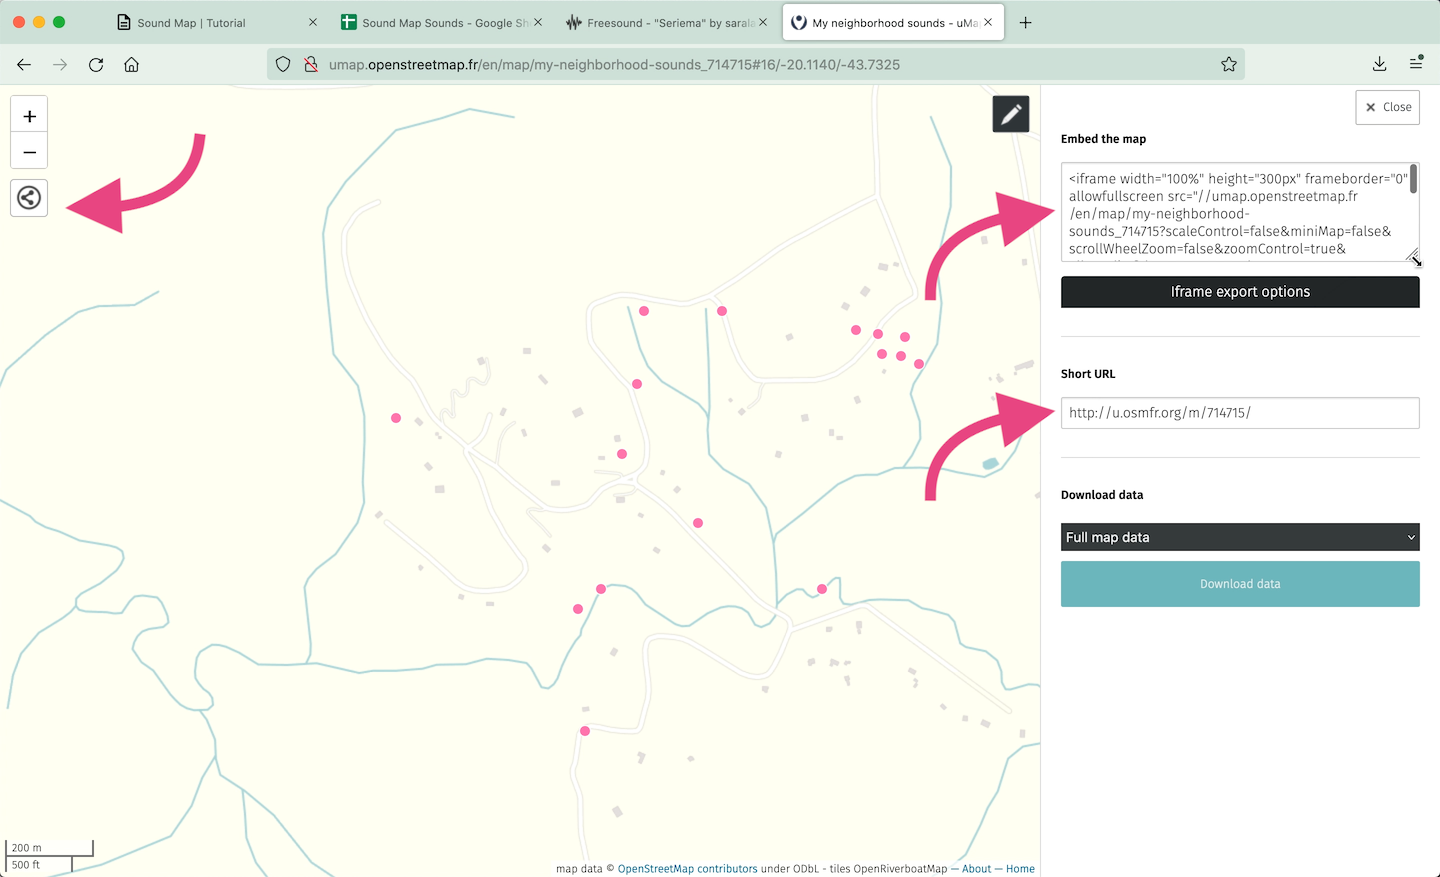 Sound Map | Tutorial
Sound Map Sounds - Google She
Freesound - "Seriema" by sarala
My neighborhood sounds - uMa
umap.openstreetmap.fr/en/map/my-neighborhood-sounds_714715#16/-20.1140/-43.7325
+
−
Close
Embed the map
<iframe width="100%" height="300px" frameborder="0"
allowfullscreen src="//umap.openstreetmap.fr
/en/map/my-neighborhood-
sounds_714715?scaleControl=false&miniMap=false&
scrollWheelZoom=false&zoomControl=true&
Iframe export options
Short URL
http://u.osmfr.org/m/714715/
Download data
Full map data
Download data
200 m
500 ft
map data © OpenStreetMap contributors under ODbL - tiles OpenRiverboatMap — About — Home